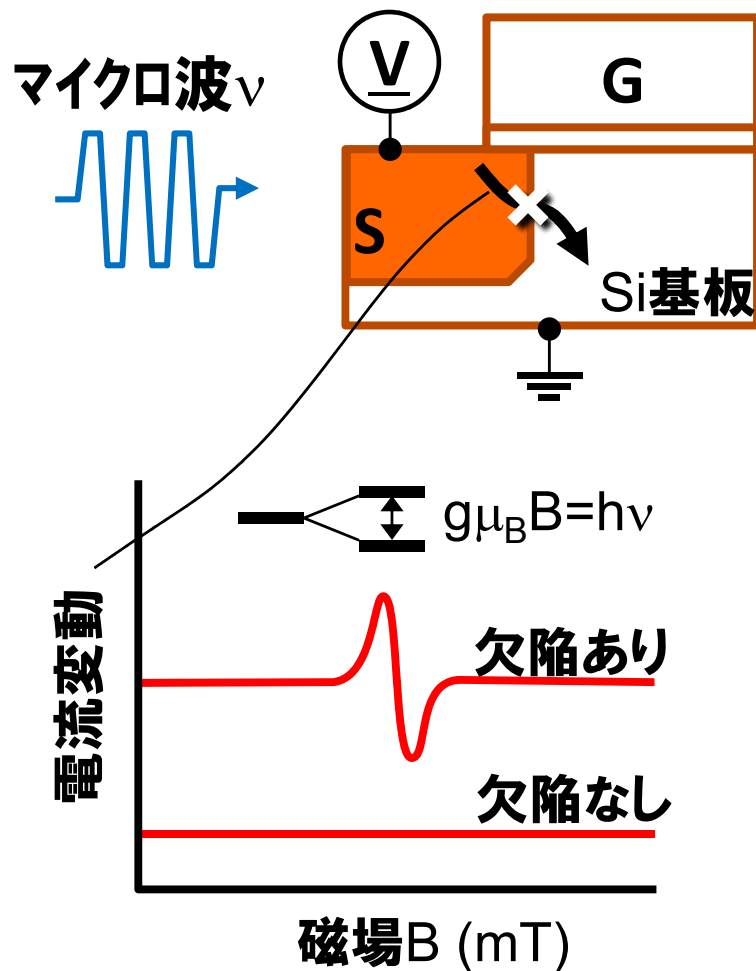 マイクロ波ν
V
G
S
Si基板
gμBB=hν
欠陥あり
欠陥なし
電流変動
磁場B (mT)